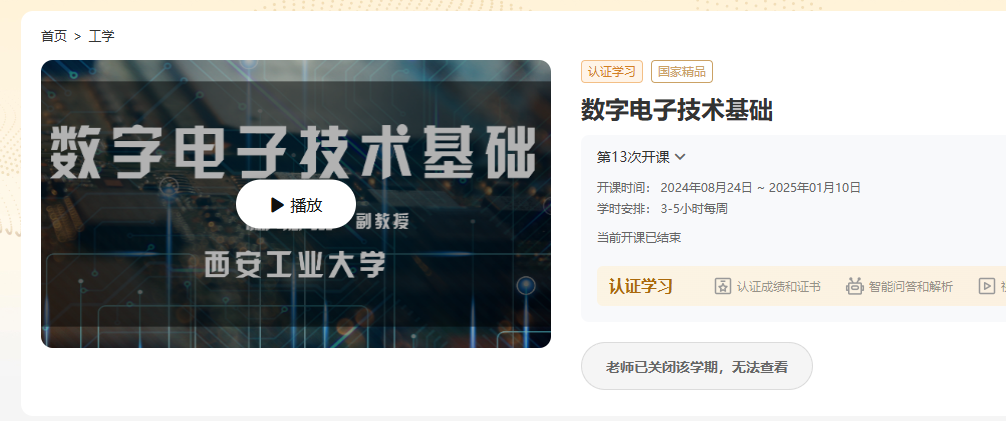 首页 > 工学
数字电子技术基础
播放
副教授
西安工业大学
认证学习 国家精品
数字电子技术基础
第13次开课
开课时间： 2024年08月24日 ~ 2025年01月10日
学时安排： 3-5小时每周
当前开课已结束
认证学习 认证成绩和证书 智能问答和解析
老师已关闭该学期，无法查看